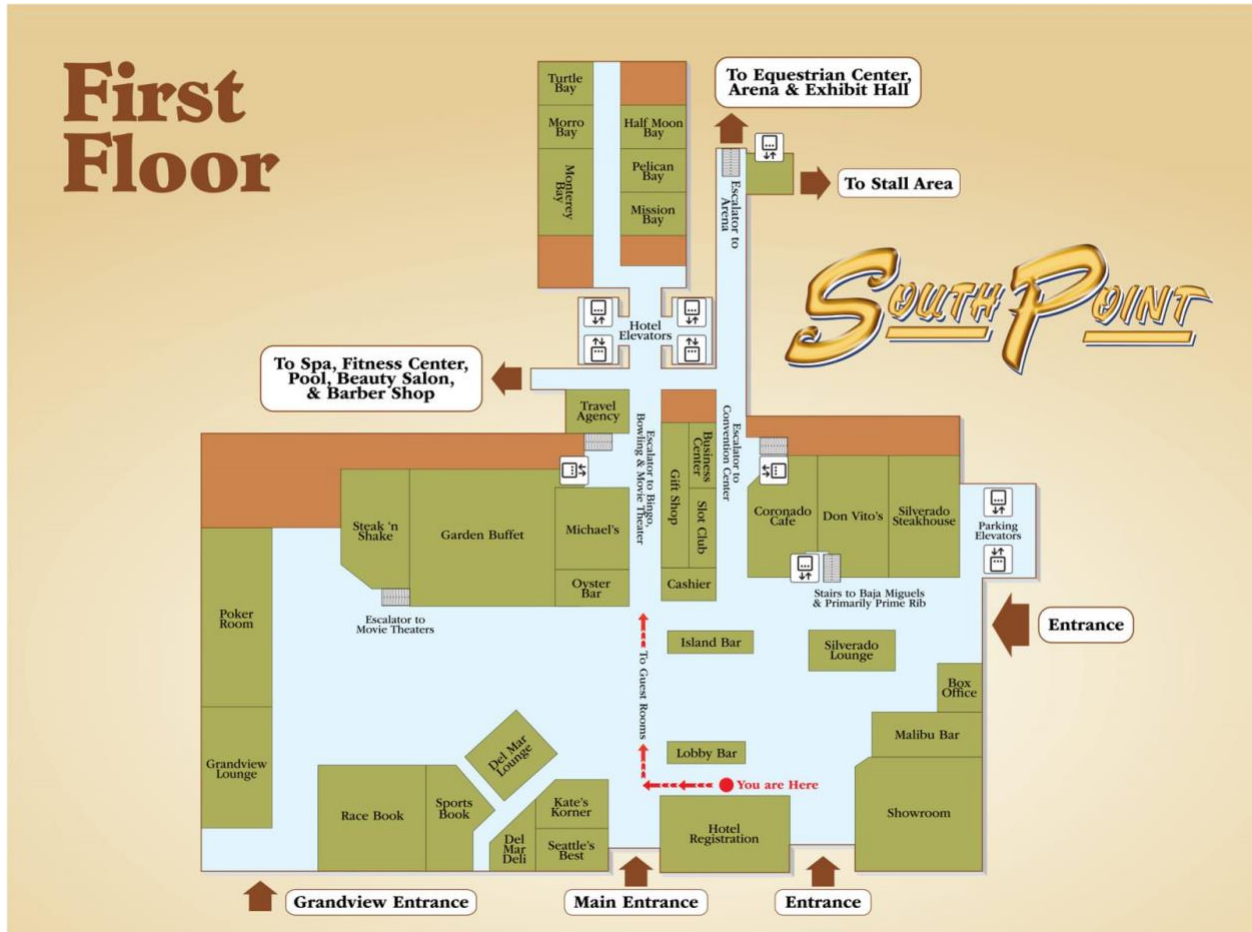 First
Floor
To Equestrian Center,
Arena & Exhibit Hall
To Stall Area
SOUTH POINT
Turtle
Bay
Morro
Bay
Monterey
Bay
Half Moon
Bay
Pelican
Bay
Mission
Bay
Escalator to
Arena
Hotel
Elevators
To Spa, Fitness Center,
Pool, Beauty Salon,
& Barber Shop
Travel
Agency
Escalator to Bingo,
Bowling & Movie Theater
Gift Shop
Business
Center
Slot Club
Cashier
Escalator to
Convention Center
Steak 'n
Shake
Garden Buffet
Michael's
Oyster
Bar
Coronado
Cafe
Don Vito's
Silverado
Steakhouse
Parking
Elevators
Stairs to Baja Miguels
& Primarily Prime Rib
Escalator to
Movie Theaters
Poker
Room
Entrance
Island Bar
Silverado
Lounge
To Guest Rooms
Box
Office
Malibu Bar
Grandview
Lounge
Del Mar
Lounge
Lobby Bar
You are Here
Race Book
Sports
Book
Kate's
Korner
Del
Mar
Deli
Seattle's
Best
Hotel
Registration
Showroom
Grandview Entrance
Main Entrance
Entrance